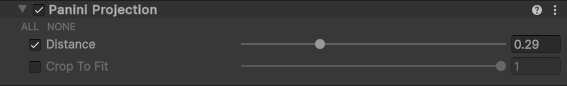 Panini Projection
ALL NONE
Distance 0.29
Crop To Fit 1